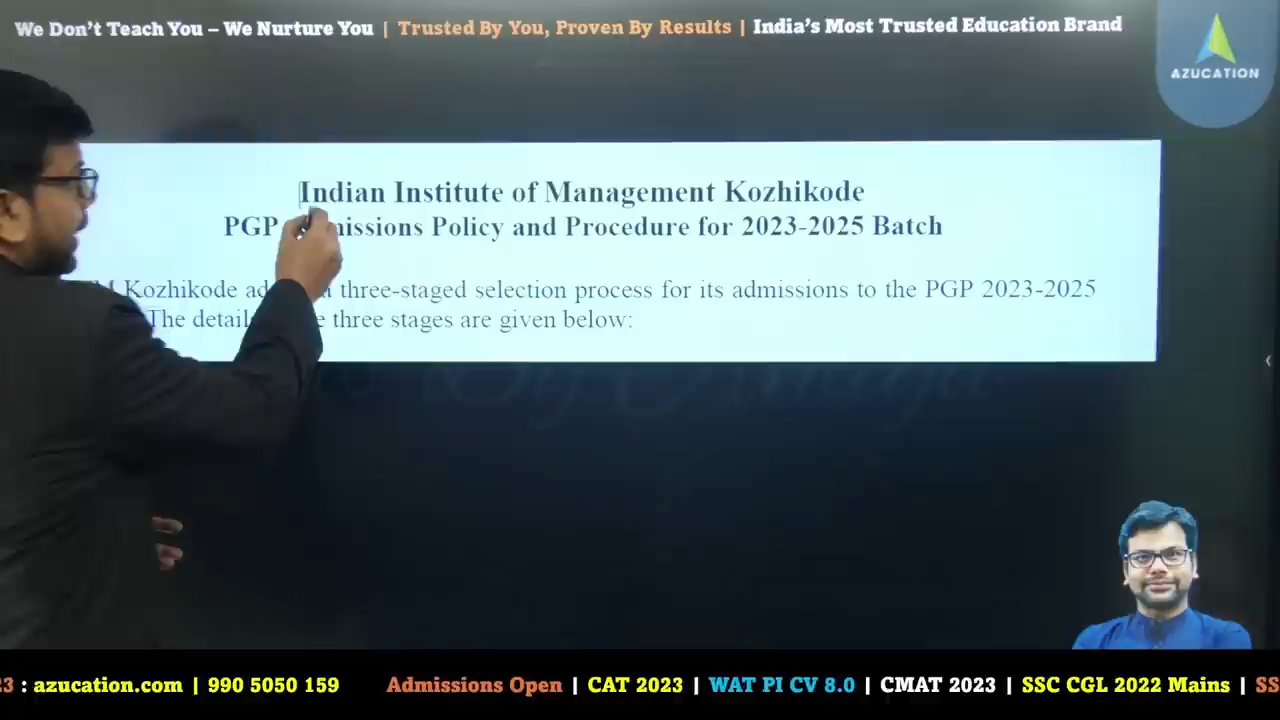 We Don't Teach You – We Nurture You | Trusted By You, Proven By Results | India's Most Trusted Education Brand
AZUCATION
Indian Institute of Management Kozhikode
PGP missions Policy and Procedure for 2023-2025 Batch
Kozhikode three-staged selection process for its admissions to the PGP 2023-2025
The three stages are given below:
: azucation.com | 990 5050 159 Admissions Open | CAT 2023 | WAT PI CV 8.0 | CMAT 2023 | SSC CGL 2022 Mains |